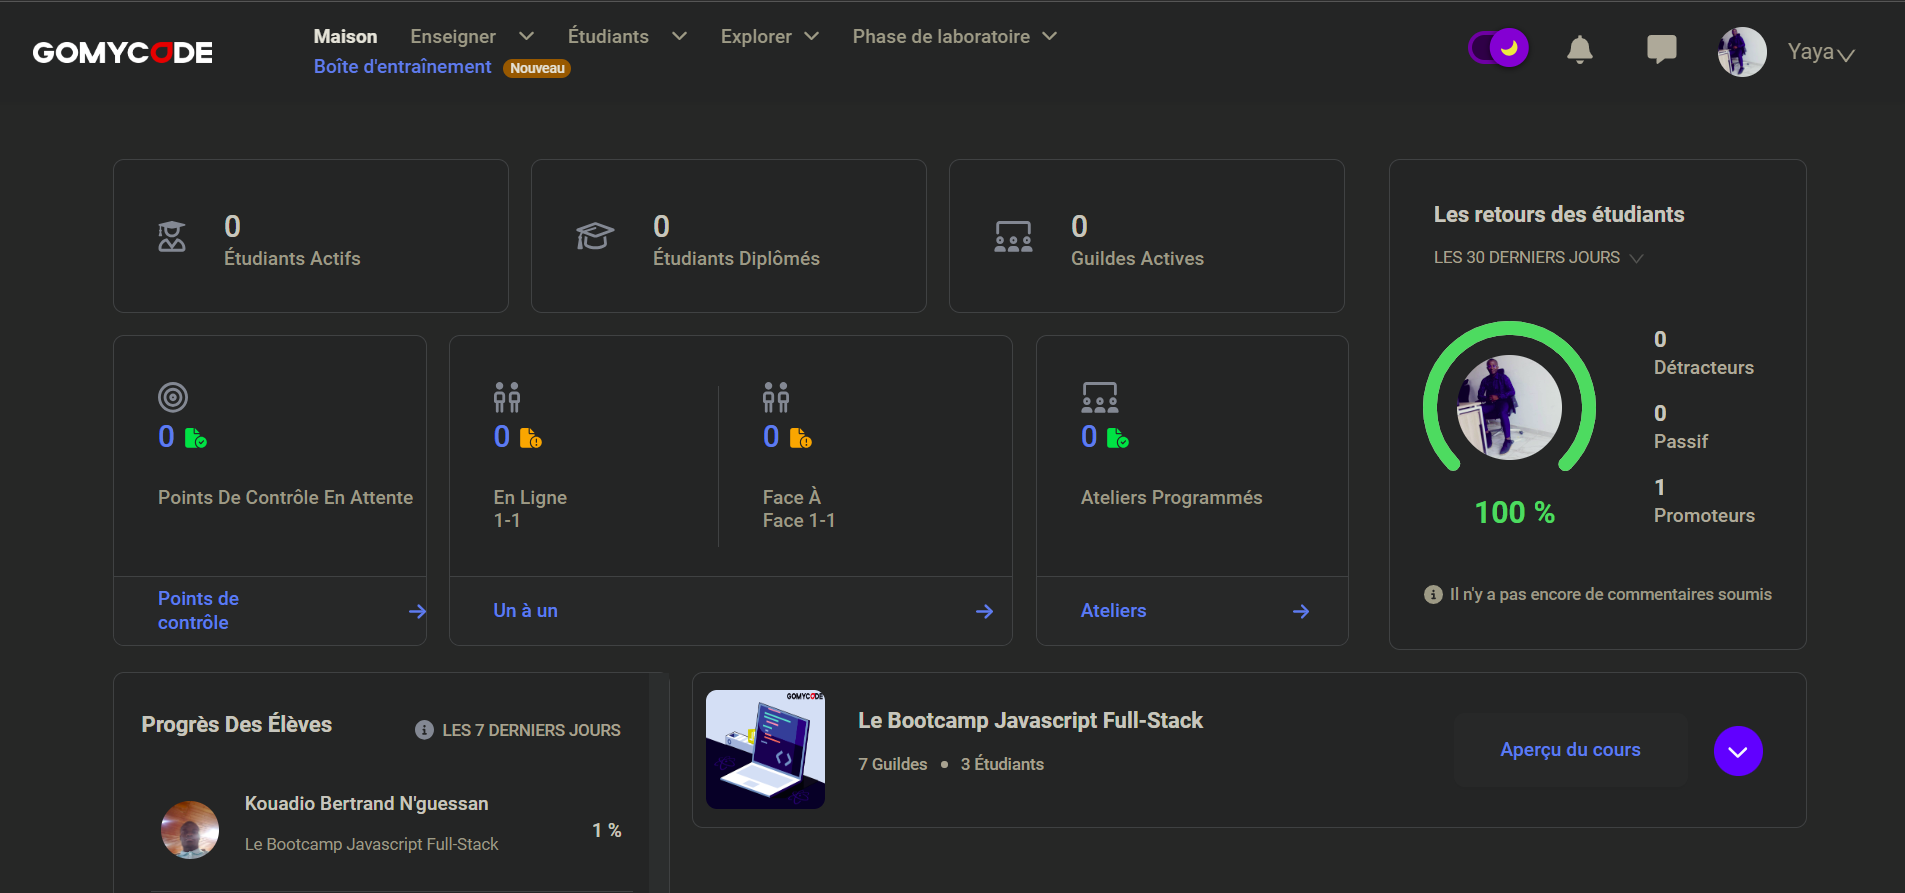 GOMYCODE
Maison
Enseigner
Étudiants
Explorer
Phase de laboratoire
Boîte d'entraînement
Nouveau
Yaya
0
Étudiants Actifs
0
Étudiants Diplômés
0
Guildes Actives
Les retours des étudiants
LES 30 DERNIERS JOURS
0
Détracteurs
0
Passif
1
Promoteurs
100 %
Il n'y a pas encore de commentaires soumis
0
Points De Contrôle En Attente
Points de
contrôle
0
En Ligne
1-1
0
Face À
Face 1-1
Un à un
0
Ateliers Programmés
Ateliers
Progrès Des Élèves
LES 7 DERNIERS JOURS
Kouadio Bertrand N'guessan
Le Bootcamp Javascript Full-Stack
1 %
GOMYCODE
Le Bootcamp Javascript Full-Stack
7 Guildes • 3 Étudiants
Aperçu du cours